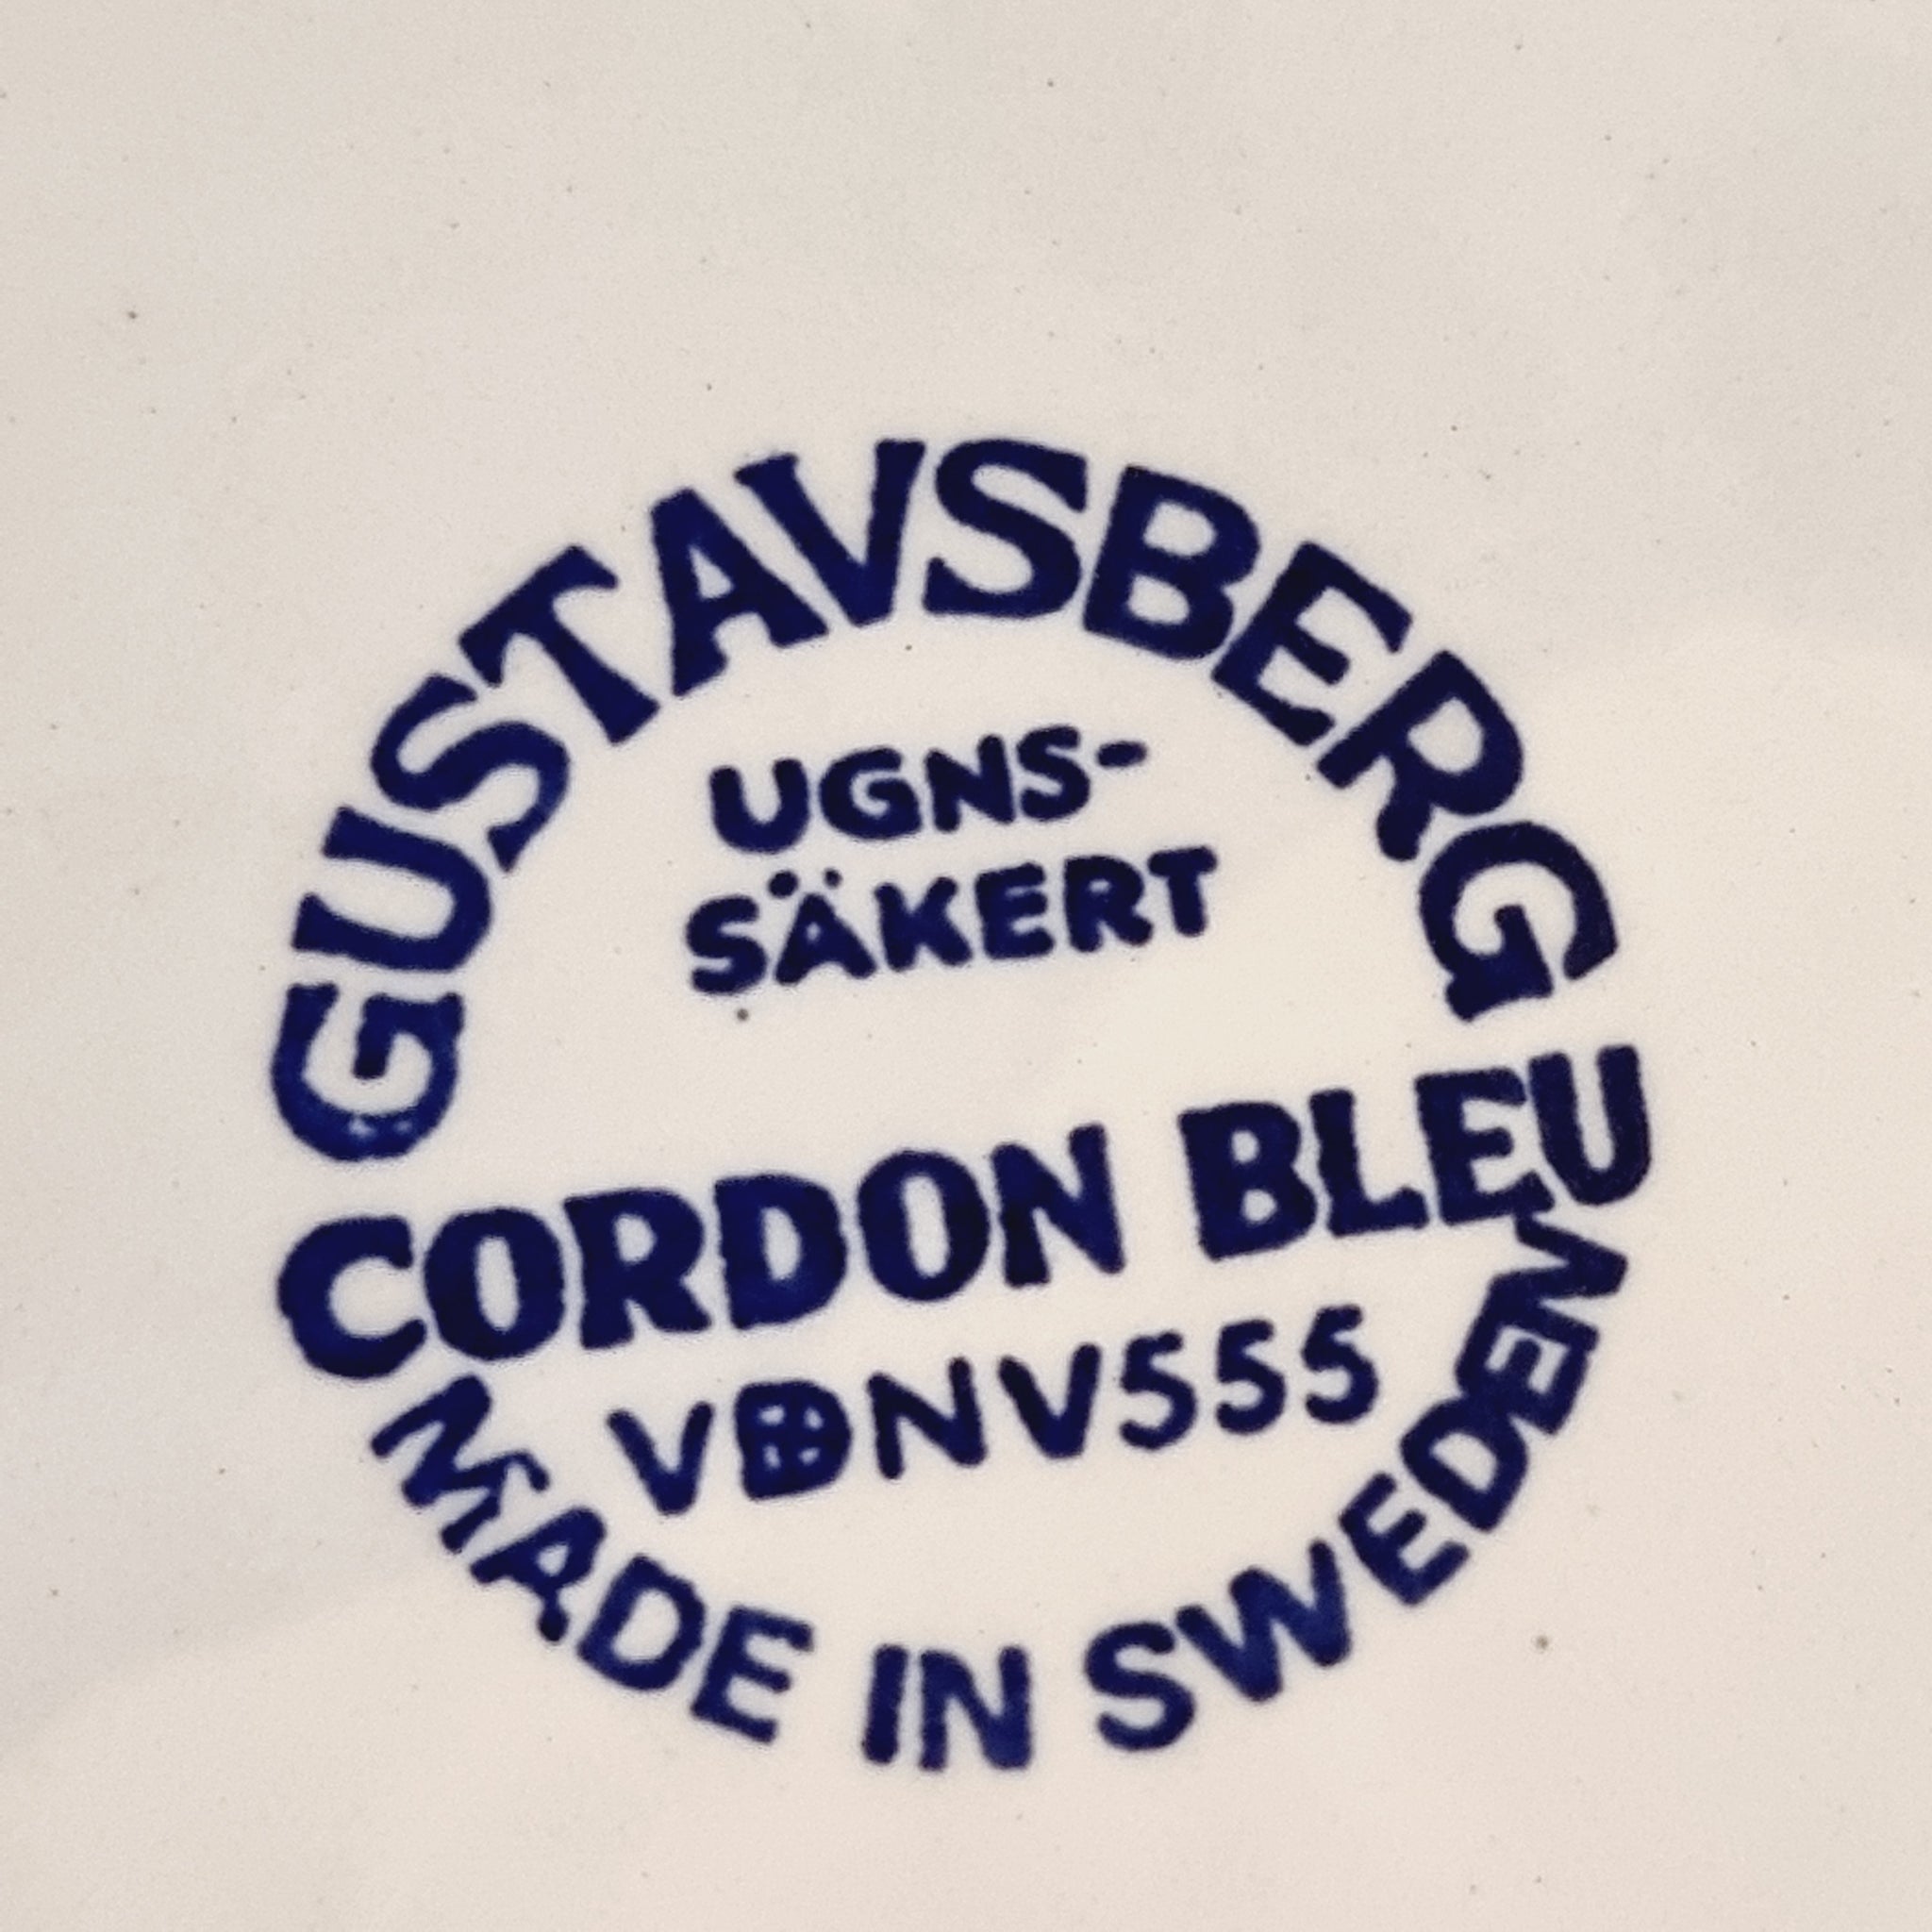 GUSTAVSBERG
UGNS-
SÄKERT
CORDON BLEU
VDNV555
MADE IN SWEDEN